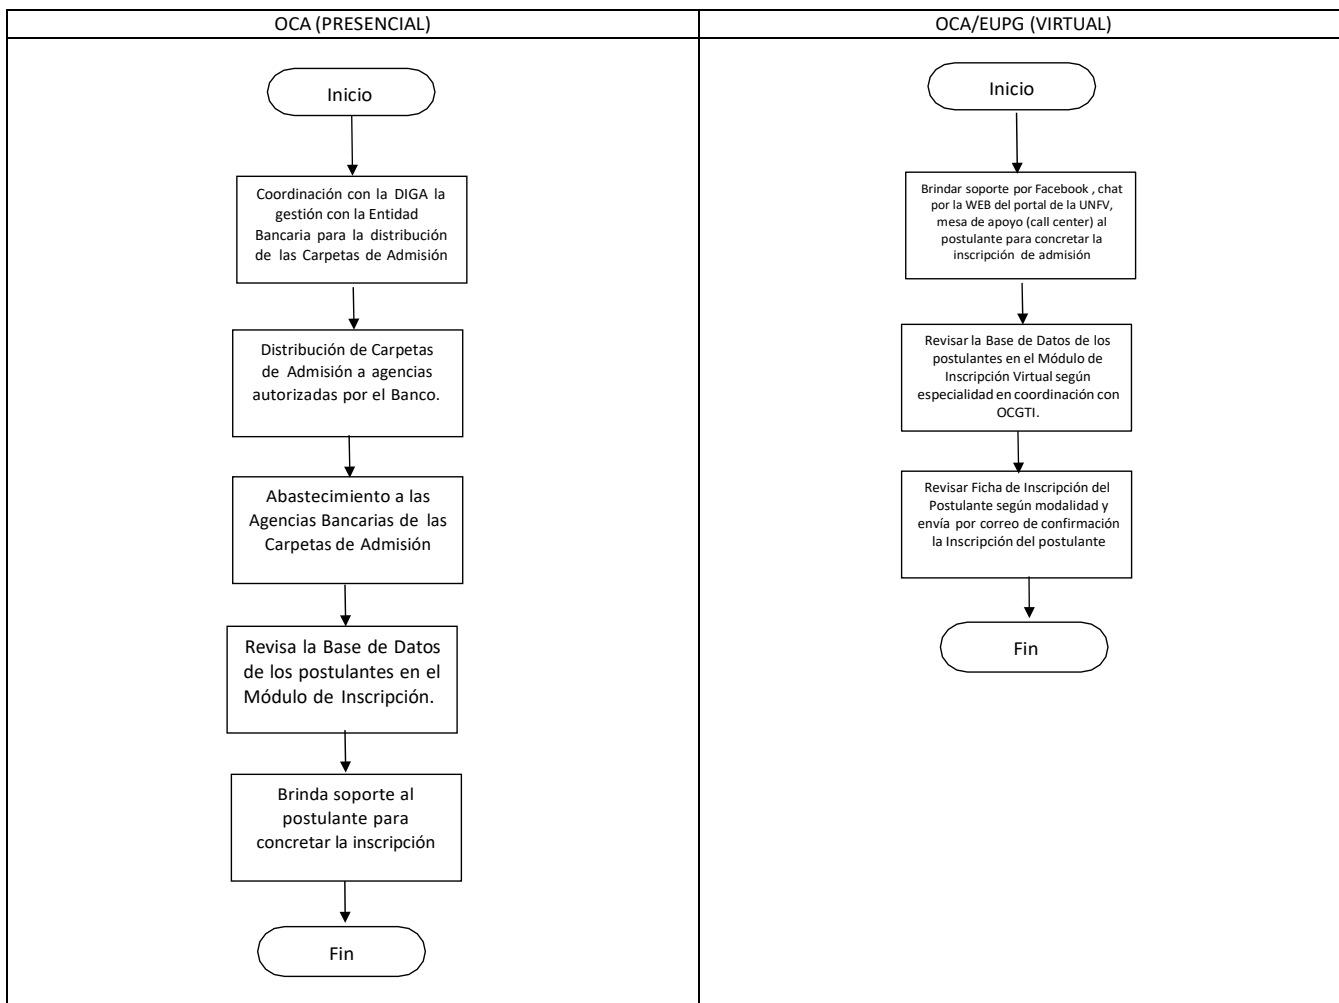 OCA (PRESENCIAL)
Inicio
Coordinación con la DIGA la
gestión con la Entidad
Bancaria para la distribución
de las Carpetas de Admisión
Distribución de Carpetas
de Admisión a agencias
autorizadas por el Banco.
Abastecimiento a las
Agencias Bancarias de las
Carpetas de Admisión
Revisa la Base de Datos
de los postulantes en el
Módulo de Inscripción.
Brinda soporte al
postulante para
concretar la inscripción
Fin
OCA/EUPG (VIRTUAL)
Inicio
Brindar soporte por Facebook , chat
por la WEB del portal de la UNFV,
mesa de apoyo (call center) al
postulante para concretar la
inscripción de admisión
Revisar la Base de Datos de los
postulantes en el Módulo de
Inscripción Virtual según
especialidad en coordinación con
OCGTI.
Revisar Ficha de Inscripción del
Postulante según modalidad y
envía por correo de confirmación
la Inscripción del postulante
Fin